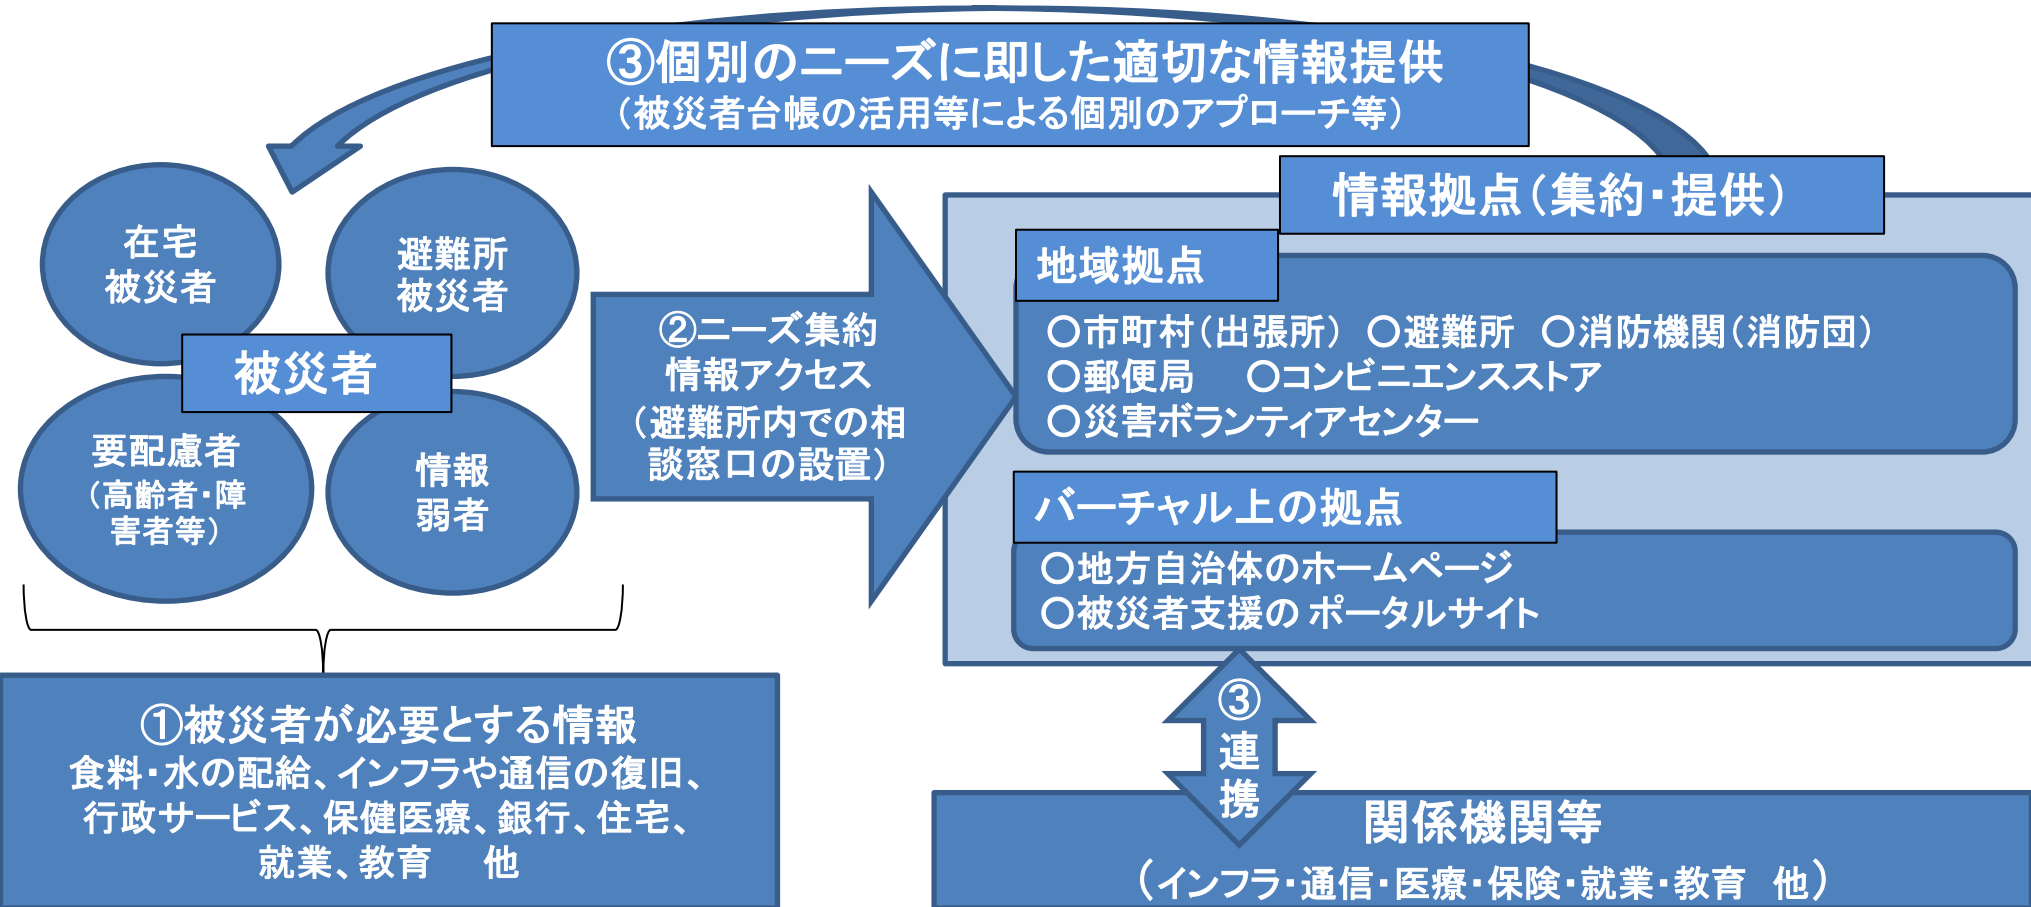 ③個別のニーズに即した適切な情報提供
（被災者台帳の活用等による個別のアプローチ等）
在宅
被災者
避難所
被災者
被災者
要配慮者
（高齢者・障
害者等）
情報
弱者
②ニーズ集約
情報アクセス
（避難所内での相
談窓口の設置）
情報拠点（集約・提供）
地域拠点
○市町村（出張所）　○避難所　○消防機関（消防団）
○郵便局　　○コンビニエンスストア
○災害ボランティアセンター
バーチャル上の拠点
○地方自治体のホームページ
○被災者支援の ポータルサイト
①被災者が必要とする情報
食料・水の配給、インフラや通信の復旧、
行政サービス、保健医療、銀行、住宅、
就業、教育　　他
③
連
携
関係機関等
（インフラ・通信・医療・保険・就業・教育　他）